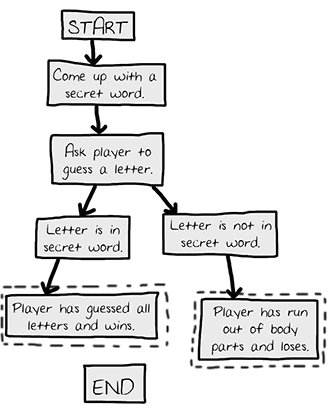 START
Come up with a
secret word.
Ask player to
guess a letter.
Letter is in
secret word.
Letter is not in
secret word.
Player has guessed all
letters and wins.
Player has run
out of body
parts and loses.
END